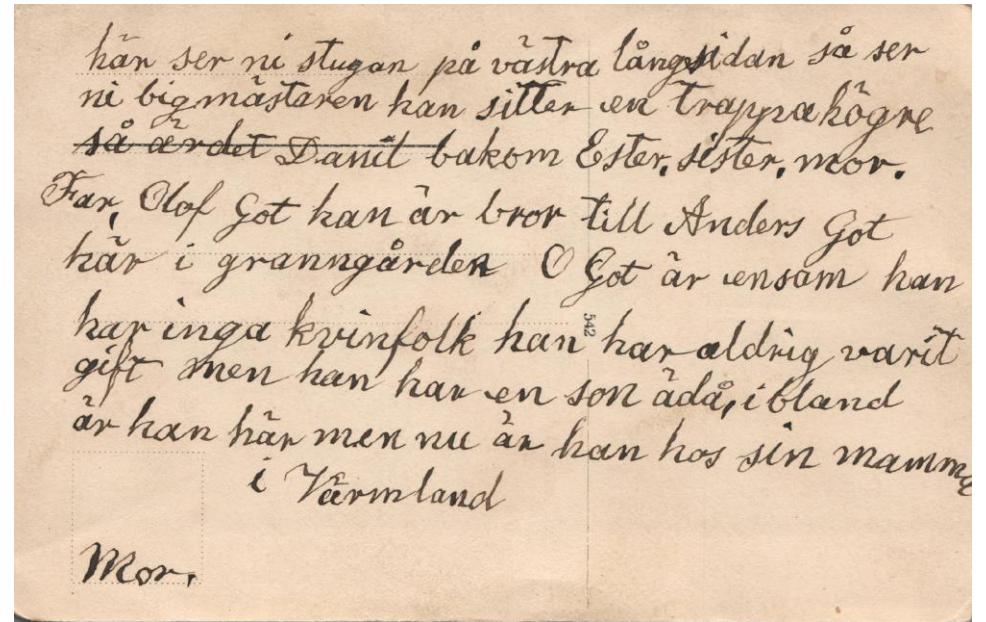 här ser ni stugan på västra långsidan så ser
ni bigmästaren han sitter en trappa högre
så är det Danil bakom Ester, sister, mor.
Far, Olof Got han är bror till Anders Got
här i granngården O Got är ensam han
har inga kvinfolk han har aldrig varit
gift men han har en son ädå, ibland
är han här men nu är han hos sin mamma
i Värmland
Mor.
542